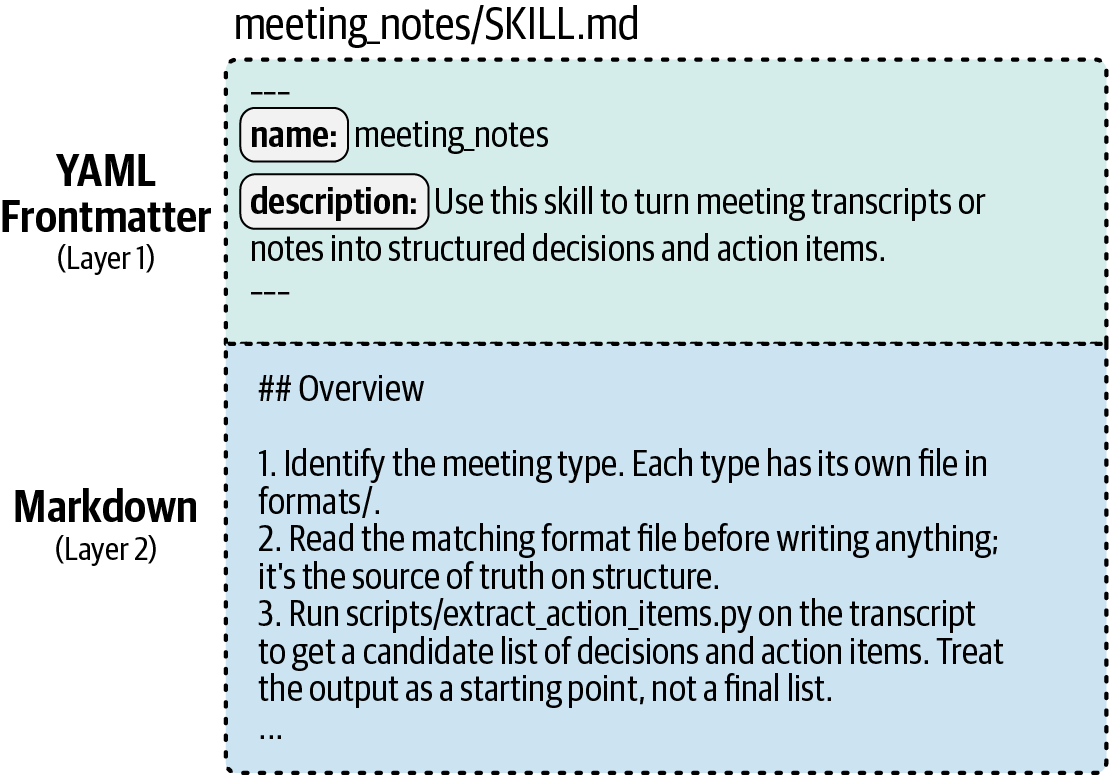 meeting_notes/SKILL.md
---
name: meeting_notes
description: Use this skill to turn meeting transcripts or
notes into structured decisions and action items.
---
YAML
Frontmatter
(Layer 1)
## Overview
1. Identify the meeting type. Each type has its own file in
formats/.
2. Read the matching format file before writing anything;
it's the source of truth on structure.
3. Run scripts/extract_action_items.py on the transcript
to get a candidate list of decisions and action items. Treat
the output as a starting point, not a final list.
...
Markdown
(Layer 2)